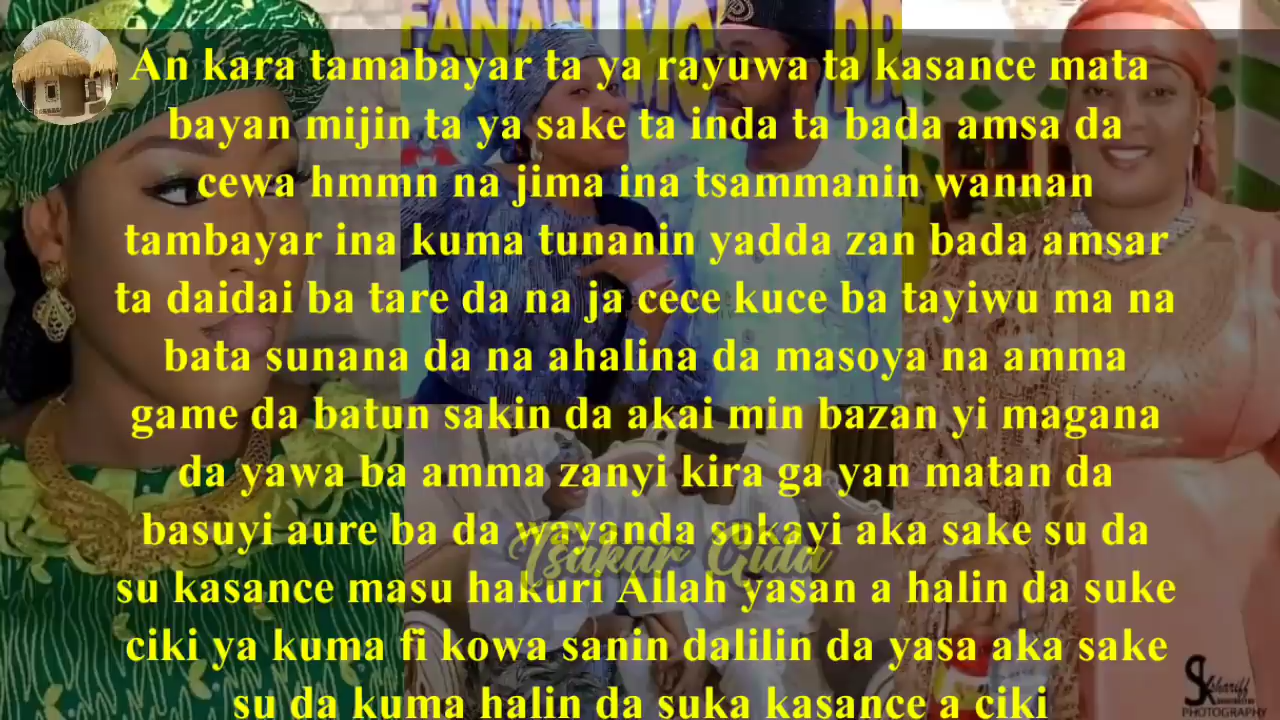 FANAN MO PR
An kara tamabayar ta ya rayuwa ta kasance mata
bayan mijin ta ya sake ta inda ta bada amsa da
cewa hmmn na jima ina tsammanin wannan
tambayar ina kuma tunanin yadda zan bada amsar
ta daidai ba tare da na ja cece kuce ba tayiwu ma na
bata sunana da na ahalina da masoya na amma
game da batun sakin da akai min bazan yi magana
da yawa ba amma zanyi kira ga yan matan da
basuyi aure ba da wayanda sukayi aka sake su da
Tsakar Gida
su kasance masu hakuri Allah yasan a halin da suke
ciki ya kuma fi kowa sanin dalilin da yasa aka sake
su da kuma halin da suka kasance a ciki
PHOTOGRAPHY